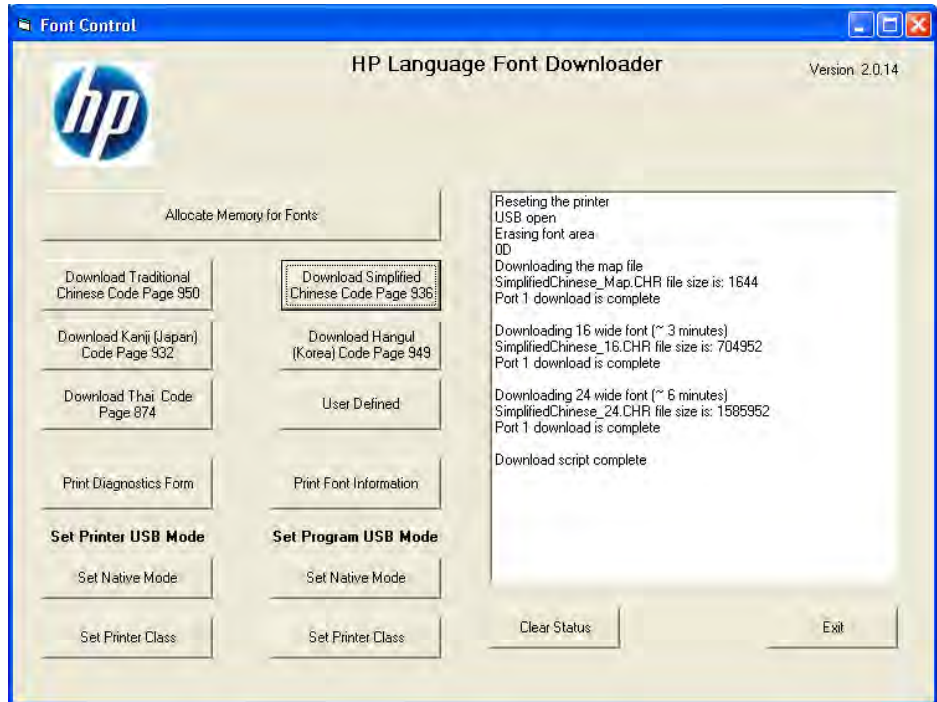 Font Control
HP Language Font Downloader
Version 2.0.14
hp
Allocate Memory for Fonts
Download Traditional
Chinese Code Page 950
Download Simplified
Chinese Code Page 936
Download Kanji (Japan)
Code Page 932
Download Hangul
(Korea) Code Page 949
Download Thai Code
Page 874
User Defined
Print Diagnostics Form
Print Font Information
Set Printer USB Mode
Set Program USB Mode
Set Native Mode
Set Native Mode
Set Printer Class
Set Printer Class
Reseting the printer
USB open
Erasing font area
0D
Downloading the map file
SimplifiedChinese_Map.CHR file size is: 1644
Port 1 download is complete
Downloading 16 wide font (~ 3 minutes)
SimplifiedChinese_16.CHR file size is: 704952
Port 1 download is complete
Downloading 24 wide font (~ 6 minutes)
SimplifiedChinese_24.CHR file size is: 1585952
Port 1 download is complete
Download script complete
Clear Status
Exit